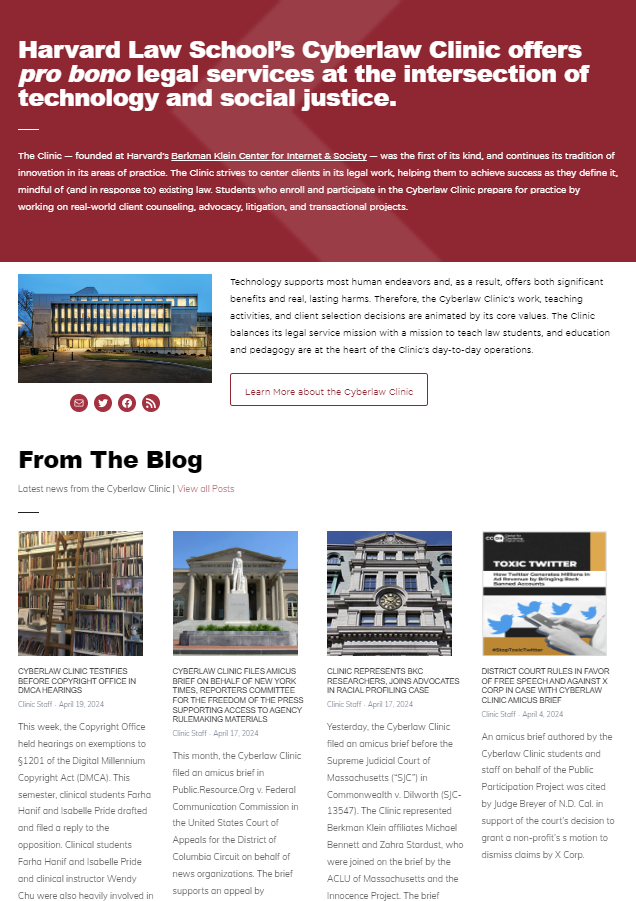 Harvard Law School's Cyberlaw Clinic offers
pro bono legal services at the intersection of
technology and social justice.
The Clinic — founded at Harvard's Berkman Klein Center for Internet & Society — was the first of its kind, and continues its tradition of
innovation in its areas of practice. The Clinic strives to center clients in its legal work, helping them to achieve success as they define it,
mindful of (and in response to) existing law. Students who enroll and participate in the Cyberlaw Clinic prepare for practice by
working on real-world client counseling, advocacy, litigation, and transactional projects.
Technology supports most human endeavors and, as a result, offers both significant
benefits and real, lasting harms. Therefore, the Cyberlaw Clinic's work, teaching
activities, and client selection decisions are animated by its core values. The Clinic
balances its legal service mission with a mission to teach law students, and education
and pedagogy are at the heart of the Clinic's day-to-day operations.
Learn More about the Cyberlaw Clinic
From The Blog
Latest news from the Cyberlaw Clinic | View all Posts
CYBERLAW CLINIC TESTIFIES
BEFORE COPYRIGHT OFFICE IN
DMCA HEARINGS
Clinic Staff · April 19, 2024
This week, the Copyright Office
held hearings on exemptions to
§1201 of the Digital Millennium
Copyright Act (DMCA). This
semester, clinical students Farha
Hanif and Isabelle Pride drafted
and filed a reply to the
opposition. Clinical students
Farha Hanif and Isabelle Pride
and clinical instructor Wendy
Chu were also heavily involved in
CYBERLAW CLINIC FILES AMICUS
BRIEF ON BEHALF OF NEW YORK
TIMES, REPORTERS COMMITTEE
FOR THE FREEDOM OF THE PRESS
SUPPORTING ACCESS TO AGENCY
RULEMAKING MATERIALS
Clinic Staff · April 17, 2024
This month, the Cyberlaw Clinic
filed an amicus brief in
Public.Resource.Org v. Federal
Communication Commission in
the United States Court of
Appeals for the District of
Columbia Circuit on behalf of
news organizations. The brief
supports an appeal by
CLINIC REPRESENTS BKC
RESEARCHERS, JOINS ADVOCATES
IN RACIAL PROFILING CASE
Clinic Staff · April 17, 2024
Yesterday, the Cyberlaw Clinic
filed an amicus brief before the
Supreme Judicial Court of
Massachusetts ("SJC") in
Commonwealth v. Dilworth (SJC-
13547). The Clinic represented
Berkman Klein affiliates Michael
Bennett and Zahra Stardust, who
were joined on the brief by the
ACLU of Massachusetts and the
Innocence Project. The brief
TOXIC TWITTER
How Twitter Generates Millions in
Ad Revenue by Bringing Back
Banned Accounts
#StopToxicTwitter
DISTRICT COURT RULES IN FAVOR
OF FREE SPEECH AND AGAINST X
CORP IN CASE WITH CYBERLAW
CLINIC AMICUS BRIEF
Clinic Staff · April 4, 2024
An amicus brief authored by the
Cyberlaw Clinic students and
staff on behalf of the Public
Participation Project was cited
by Judge Breyer of N.D. Cal. in
support of the court's decision to
grant a non-profit's s motion to
dismiss claims by X Corp.